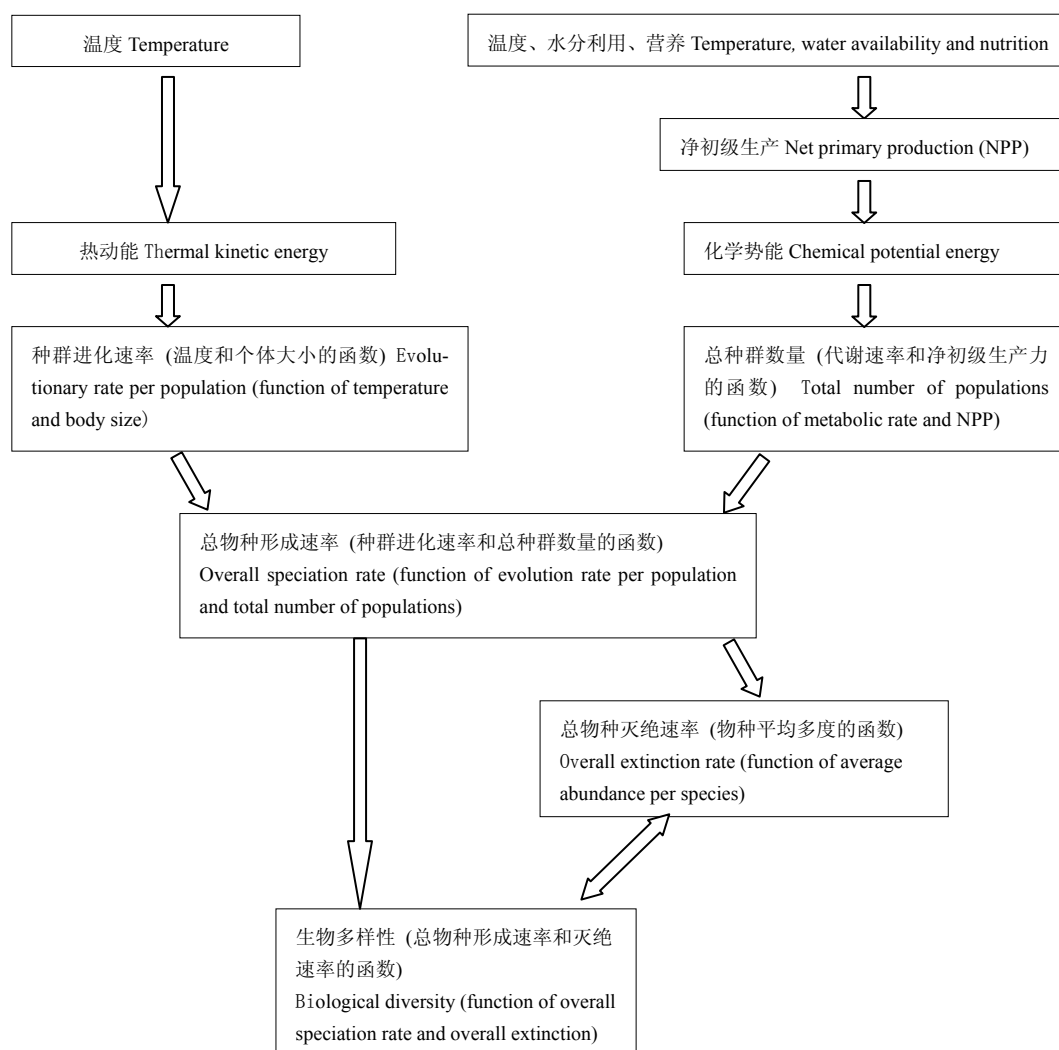 温度 Temperature
温度、水分利用、营养 Temperature, water availability and nutrition
净初级生产 Net primary production (NPP)
热动能 Thermal kinetic energy
化学势能 Chemical potential energy
种群进化速率 (温度和个体大小的函数) Evolu-
tionary rate per population (function of temperature
and body size)
总种群数量 (代谢速率和净初级生产力
的函数) Total number of populations
(function of metabolic rate and NPP)
总物种形成速率 (种群进化速率和总种群数量的函数)
Overall speciation rate (function of evolution rate per population
and total number of populations)
总物种灭绝速率 (物种平均多度的函数)
Overall extinction rate (function of average
abundance per species)
生物多样性 (总物种形成速率和灭绝
速率的函数)
Biological diversity (function of overall
speciation rate and overall extinction)